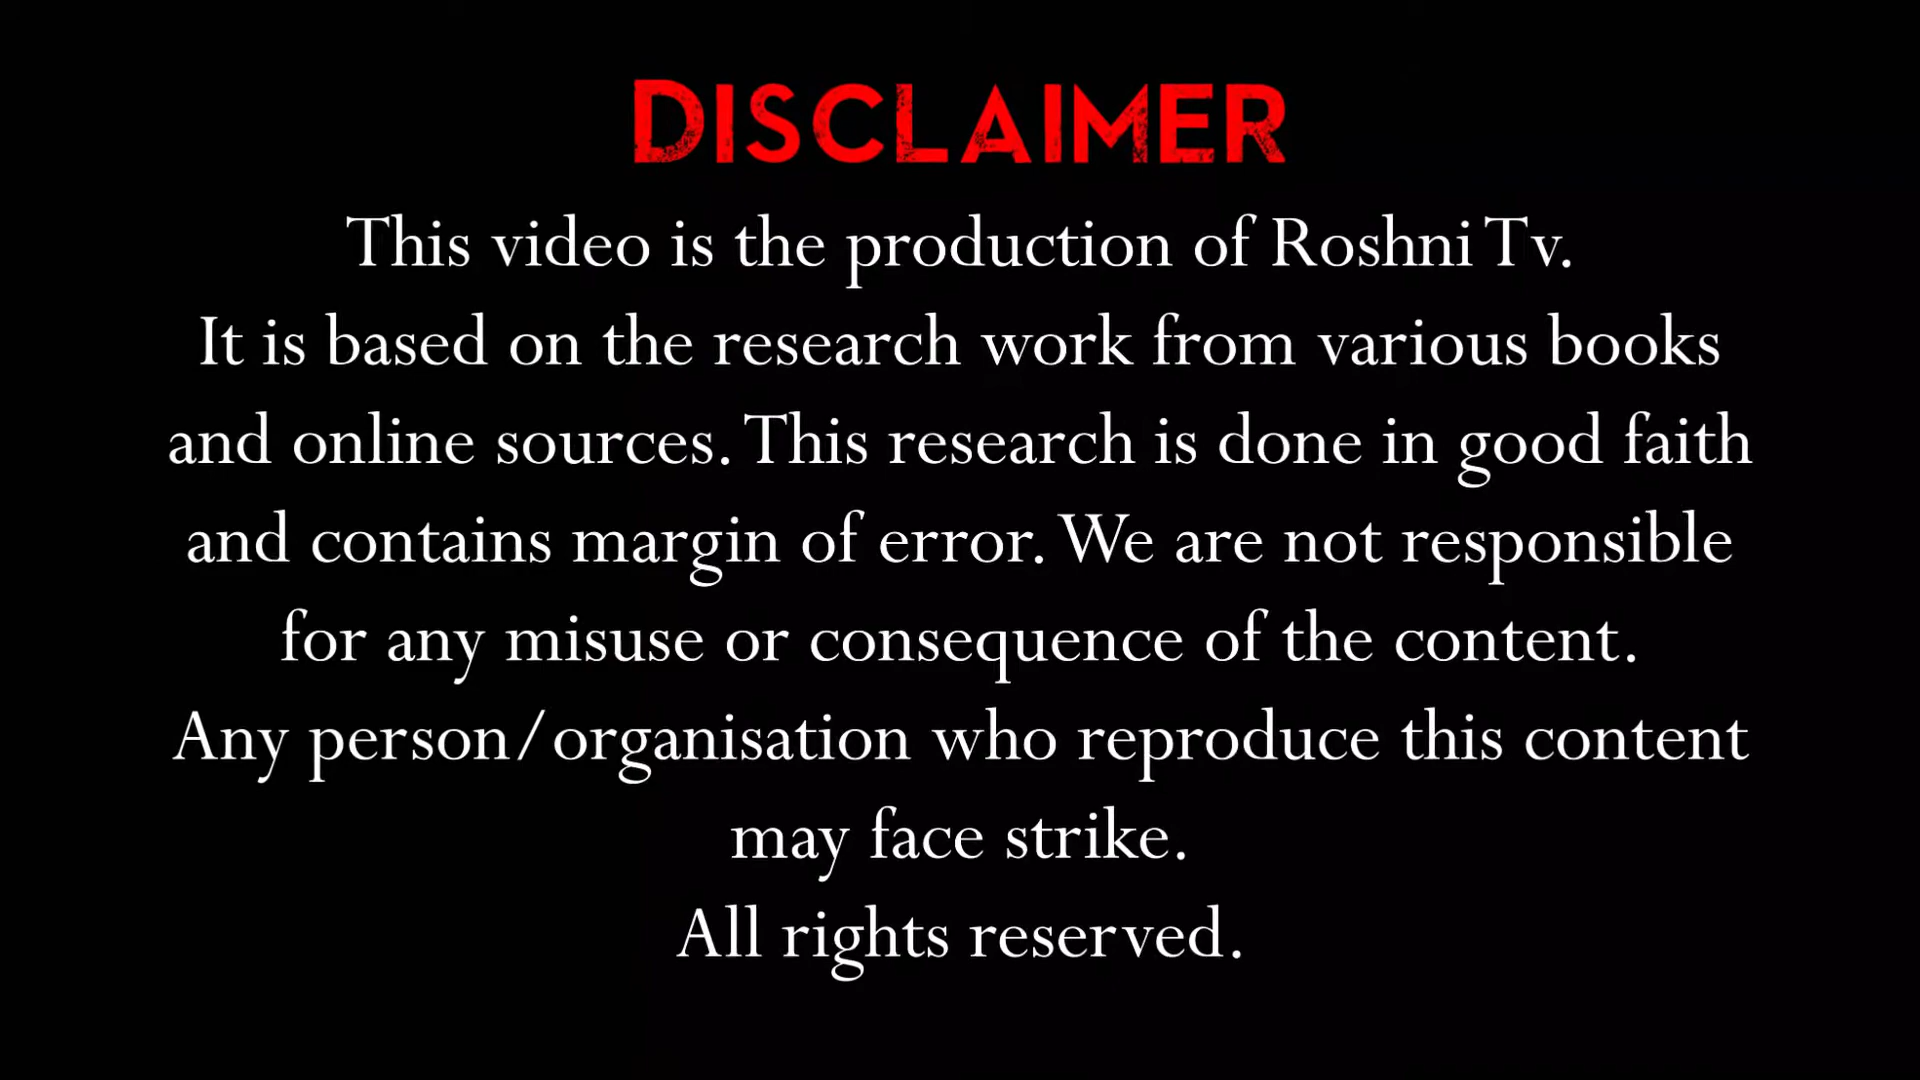 DISCLAIMER
This video is the production of Roshni Tv.
It is based on the research work from various books
and online sources. This research is done in good faith
and contains margin of error. We are not responsible
for any misuse or consequence of the content.
Any person/organisation who reproduce this content
may face strike.
All rights reserved.